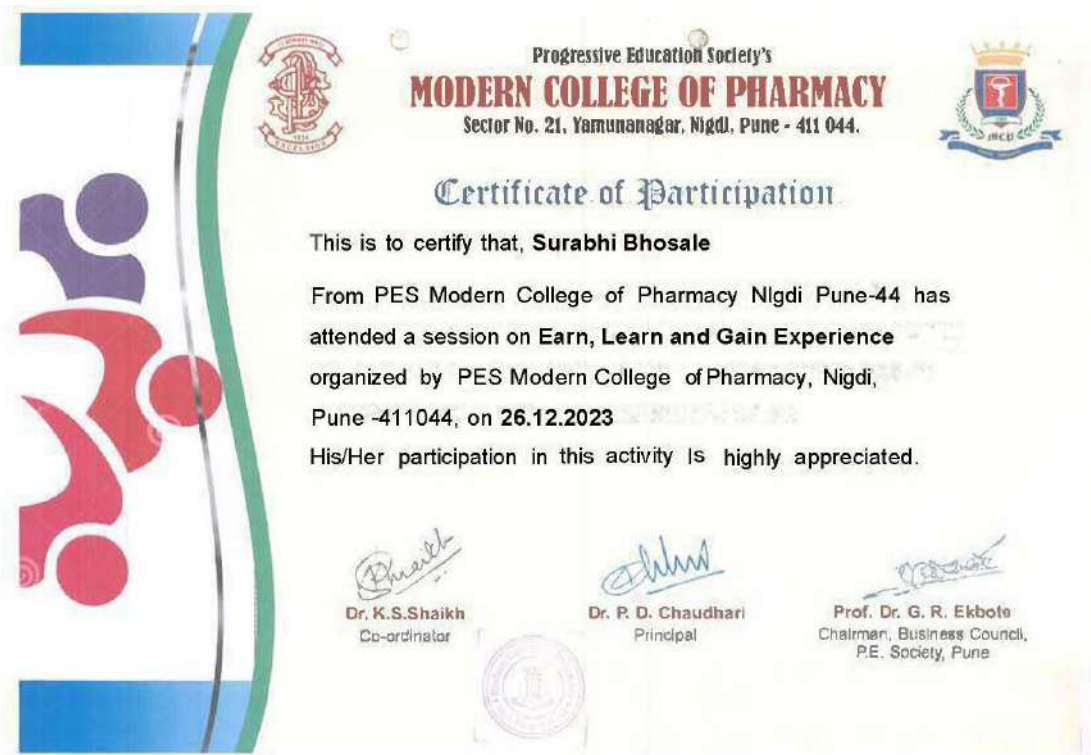 Progressive Education Society's
MODERN COLLEGE OF PHARMACY
Sector No. 21, Yamunanagar, Nigdi, Pune - 411 044.
EXCELSIOR
MCP
Certificate of Participation
This is to certify that, Surabhi Bhosale
From PES Modern College of Pharmacy NIgdi Pune-44 has
attended a session on Earn, Learn and Gain Experience
organized by PES Modern College of Pharmacy, Nigdi,
Pune -411044, on 26.12.2023
His/Her participation in this activity Is highly appreciated.
Shaikh
Dr. K.S.Shaikh
Co-ordinator
Dr. P. D. Chaudhari
Principal
Prof. Dr. G. R. Ekbote
Chairman, Business Council,
P.E. Society, Pune